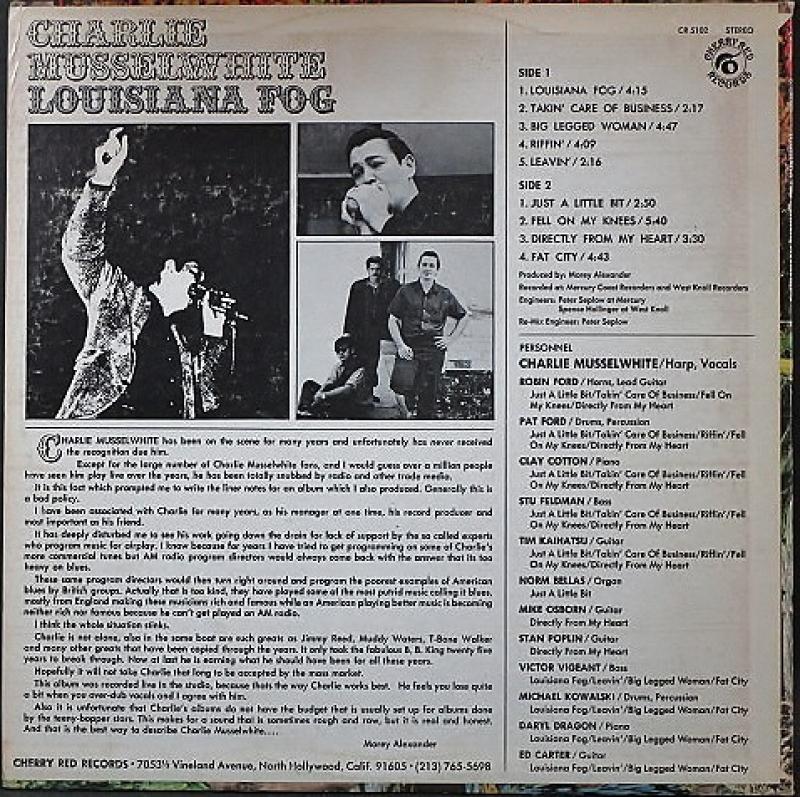 CHARLIE
MUSSELWHITE
LOUISIANA FOG
CHARLIE MUSSELWHITE has been on the scene for many years and unfortunately has never received
the recognition due him.
Except for the large number of Charlie Musselwhite fans, and I would guess over a million people
have seen him play live over the years, he has been totally snubbed by radio and other trade media.
It is this fact which prompted me to write the liner notes for an album which I also produced. Generally this is
a bad policy.
I have been associated with Charlie for many years, as his manager at one time, his record producer and
most important as his friend.
It has deeply disturbed me to see his work going down the drain for lack of support by the so called experts
who program music for airplay. I know because for years I have tried to get programming on some of Charlie's
more commercial tunes but AM radio program directors would always come back with the answer that its too
heavy on blues.
These same program directors would then turn right around and program the poorest examples of American
blues by British groups. Actually that is too kind, they have played some of the most putrid music calling it blues,
mostly from England making these musicians rich and famous while an American playing better music is becoming
neither rich nor famous because he can't get played on AM radio.
I think the whole situation stinks.
Charlie is not alone, also in the same boat are such greats as Jimmy Reed, Muddy Waters, T-Bone Walker
and many other greats that have been copied through the years. It only took the fabulous B. B. King twenty five
years to break through. Now at last he is earning what he should have been for all these years.
Hopefully it will not take Charlie that long to be accepted by the mass market.
This album was recorded live in the studio, because thats the way Charlie works best. He feels you lose quite
a bit when you over-dub vocals and I agree with him.
Also it is unfortunate that Charlie's albums do not have the budget that is usually set up for albums done
by the teeny-bopper stars. This makes for a sound that is sometimes rough and raw, but it is real and honest.
And that is the best way to describe Charlie Musselwhite....
Morey Alexander
CHERRY RED RECORDS • 7053½ Vineland Avenue, North Hollywood, Calif. 91605 • (213) 765-5698
CR 5102 STEREO
CHERRY RED
RECORDS
SIDE 1
1. LOUISIANA FOG / 4:15
2. TAKIN' CARE OF BUSINESS / 2:17
3. BIG LEGGED WOMAN / 4:47
4. RIFFIN' / 4:09
5. LEAVIN' / 2:16
SIDE 2
1. JUST A LITTLE BIT / 2:50
2. FELL ON MY KNEES / 5:40
3. DIRECTLY FROM MY HEART / 3:30
4. FAT CITY / 4:43
Produced by: Morey Alexander
Recorded at: Mercury Coast Recorders and West Knoll Recorders
Engineers: Peter Seplow at Mercury
Spence Hollinger at West Knoll
Re-Mix Engineer: Peter Seplow
PERSONNEL
CHARLIE MUSSELWHITE/Harp, Vocals
ROBIN FORD / Horns, Lead Guitar
Just A Little Bit/Takin' Care Of Business/Fell On
My Knees/Directly From My Heart
PAT FORD / Drums, Percussion
Just A Little Bit/Takin' Care Of Business/Riffin'/Fell
On My Knees/Directly From My Heart
CLAY COTTON / Piano
Just A Little Bit/Takin' Care Of Business/Riffin'/Fell
On My Knees/Directly From My Heart
STU FELDMAN / Bass
Just A Little Bit/Takin' Care Of Business/Riffin'/Fell
On My Knees/Directly From My Heart
TIM KAIHATSU / Guitar
Just A Little Bit/Takin' Care Of Business/Riffin'/Fell
On My Knees/Directly From My Heart
NORM BELLAS / Organ
Just A Little Bit
MIKE OSBORN / Guitar
Directly From My Heart
STAN POPLIN / Guitar
Directly From My Heart
VICTOR VIGEANT / Bass
Louisiana Fog/Leavin'/Big Legged Woman/Fat City
MICHAEL KOWALSKI / Drums, Percussion
Louisiana Fog/Leavin'/Big Legged Woman/Fat City
DARYL DRAGON / Piano
Louisiana Fog/Leavin'/Big Legged Woman/Fat City
ED CARTER / Guitar
Louisiana Fog/Leavin'/Big Legged Woman/Fat City